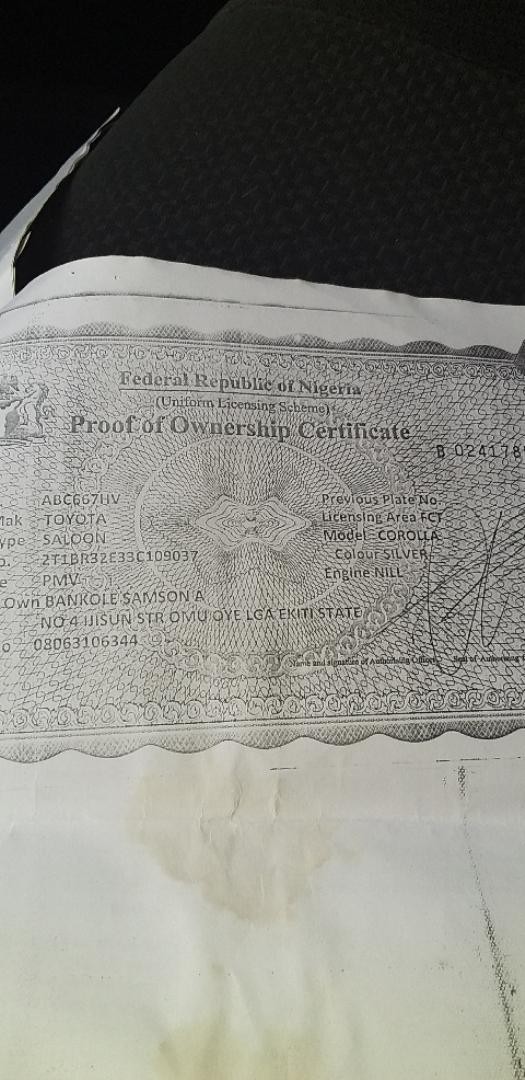 Federal Republic of Nigeria
(Uniform Licensing Scheme)
Proof of Ownership Certificate
B 024178
ABC667HV Previous Plate No.
Mak TOYOTA Licensing Area FCT
ype SALOON Model COROLLA
o. 2T1BR32E33C109037 Colour SILVER
e PMV Engine NILL
Own BANKOLE SAMSON A
NO 4 IJISUN STR OMU OYE LGA EKITI STATE
o 08063106344
Name and signature of Authorising Officer Seal of Authorising